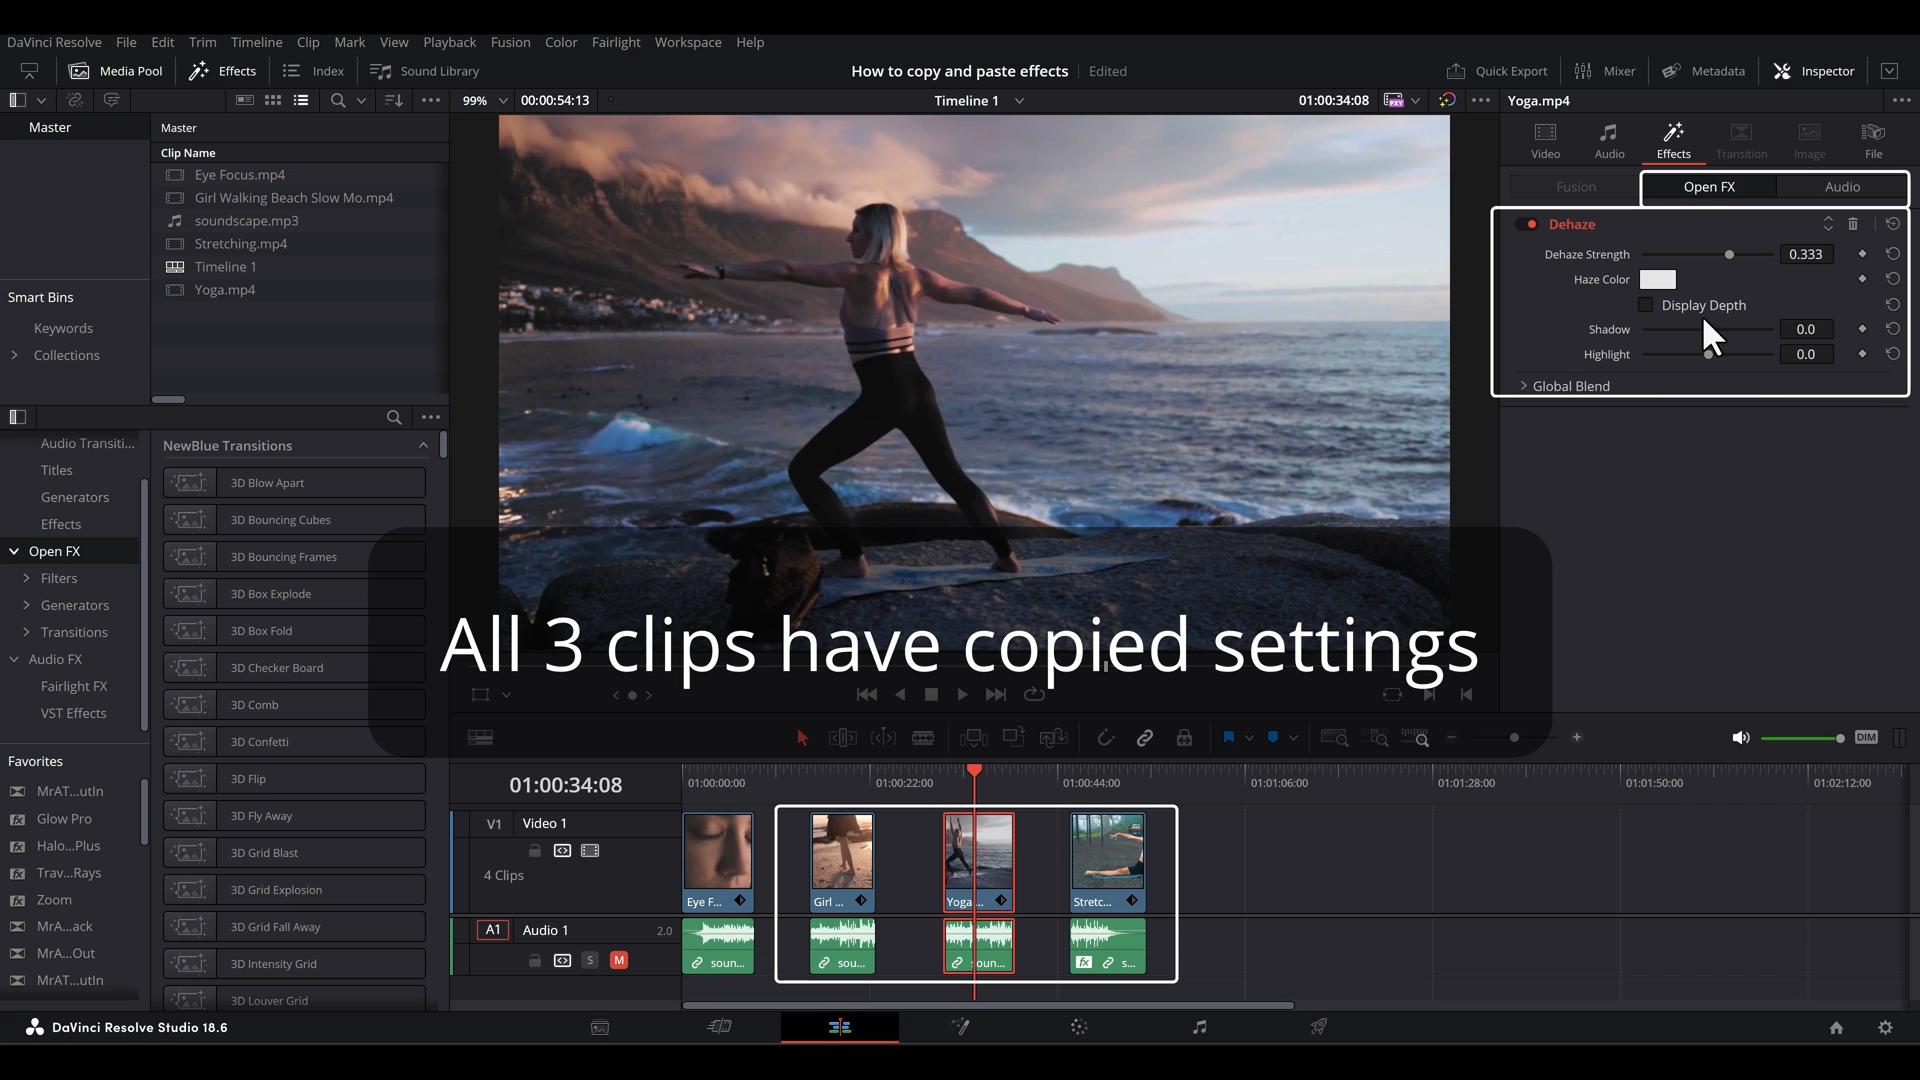 DaVinci Resolve File Edit Trim Timeline Clip Mark View Playback Fusion Color Fairlight Workspace Help
Media Pool Effects Index Sound Library How to copy and paste effects Edited Quick Export Mixer Metadata Inspector
99% 00:00:54:13 Timeline 1 01:00:34:08 PXY Yoga.mp4
Master
Master
Clip Name
Eye Focus.mp4
Girl Walking Beach Slow Mo.mp4
soundscape.mp3
Stretching.mp4
Timeline 1
Yoga.mp4
Smart Bins
Keywords
Collections
Video Audio Effects Transition Image File
Fusion Open FX Audio
Dehaze
Dehaze Strength 0.333
Haze Color
Display Depth
Shadow 0.0
Highlight 0.0
Global Blend
Audio Transiti...
Titles
Generators
Effects
Open FX
Filters
Generators
Transitions
Audio FX
Fairlight FX
VST Effects
Favorites
MrAT...utIn
Glow Pro
Halo...Plus
Trav...Rays
Zoom
MrA...ack
MrA...Out
MrAT...utIn
NewBlue Transitions
3D Blow Apart
3D Bouncing Cubes
3D Bouncing Frames
3D Box Explode
3D Box Fold
3D Checker Board
3D Comb
3D Confetti
3D Flip
3D Fly Away
3D Grid Blast
3D Grid Explosion
3D Grid Fall Away
3D Intensity Grid
3D Louver Grid
All 3 clips have copied settings
DIM
01:00:34:08 01:00:00:00 01:00:22:00 01:00:44:00 01:01:06:00 01:01:28:00 01:01:50:00 01:02:12:00
V1 Video 1
4 Clips
Eye F... Girl ... Yoga... Stretc...
A1 Audio 1 2.0
S M
soun... sou... soun... fx s...
DaVinci Resolve Studio 18.6